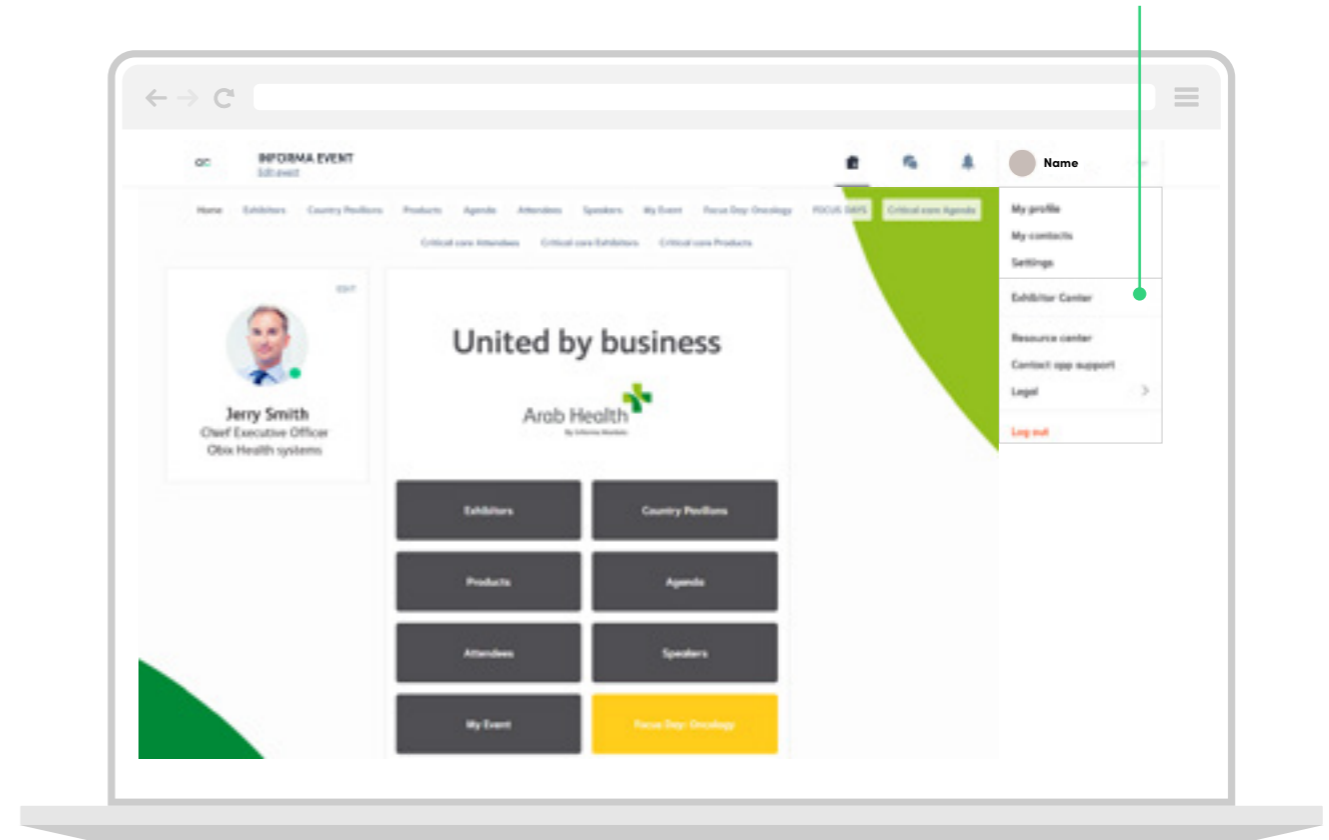 INFORMA EVENT
Edit event
Name
Home Exhibitors Country Pavilions Products Agenda Attendees Speakers My Event Focus Day: Oncology FOCUS DAYS Critical care Agenda
Critical care Attendees Critical care Exhibitors Critical care Products
My profile
My contacts
Settings
Exhibitor Center
Resource center
Contact app support
Legal
Log out
EDIT
Jerry Smith
Chief Executive Officer
Obix Health systems
United by business
Arab Health
By Informa Markets
Exhibitors
Country Pavilions
Products
Agenda
Attendees
Speakers
My Event
Focus Day: Oncology